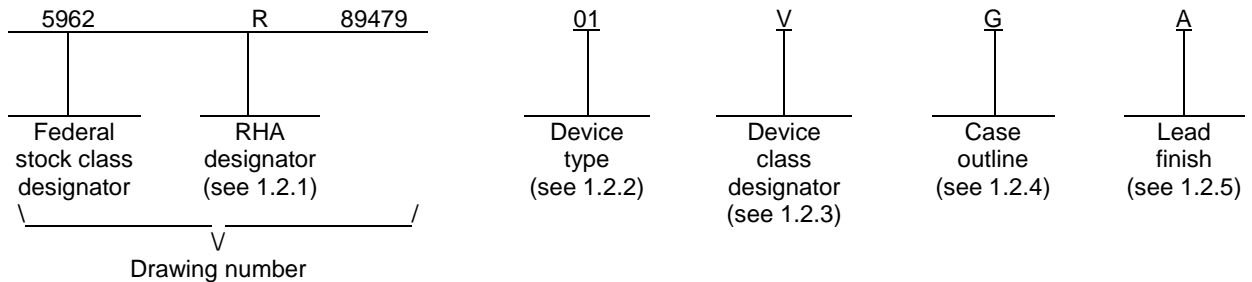 5962 R 89479 01 V G A
Federal stock class designator
RHA designator (see 1.2.1)
Device type (see 1.2.2)
Device class designator (see 1.2.3)
Case outline (see 1.2.4)
Lead finish (see 1.2.5)
Drawing number